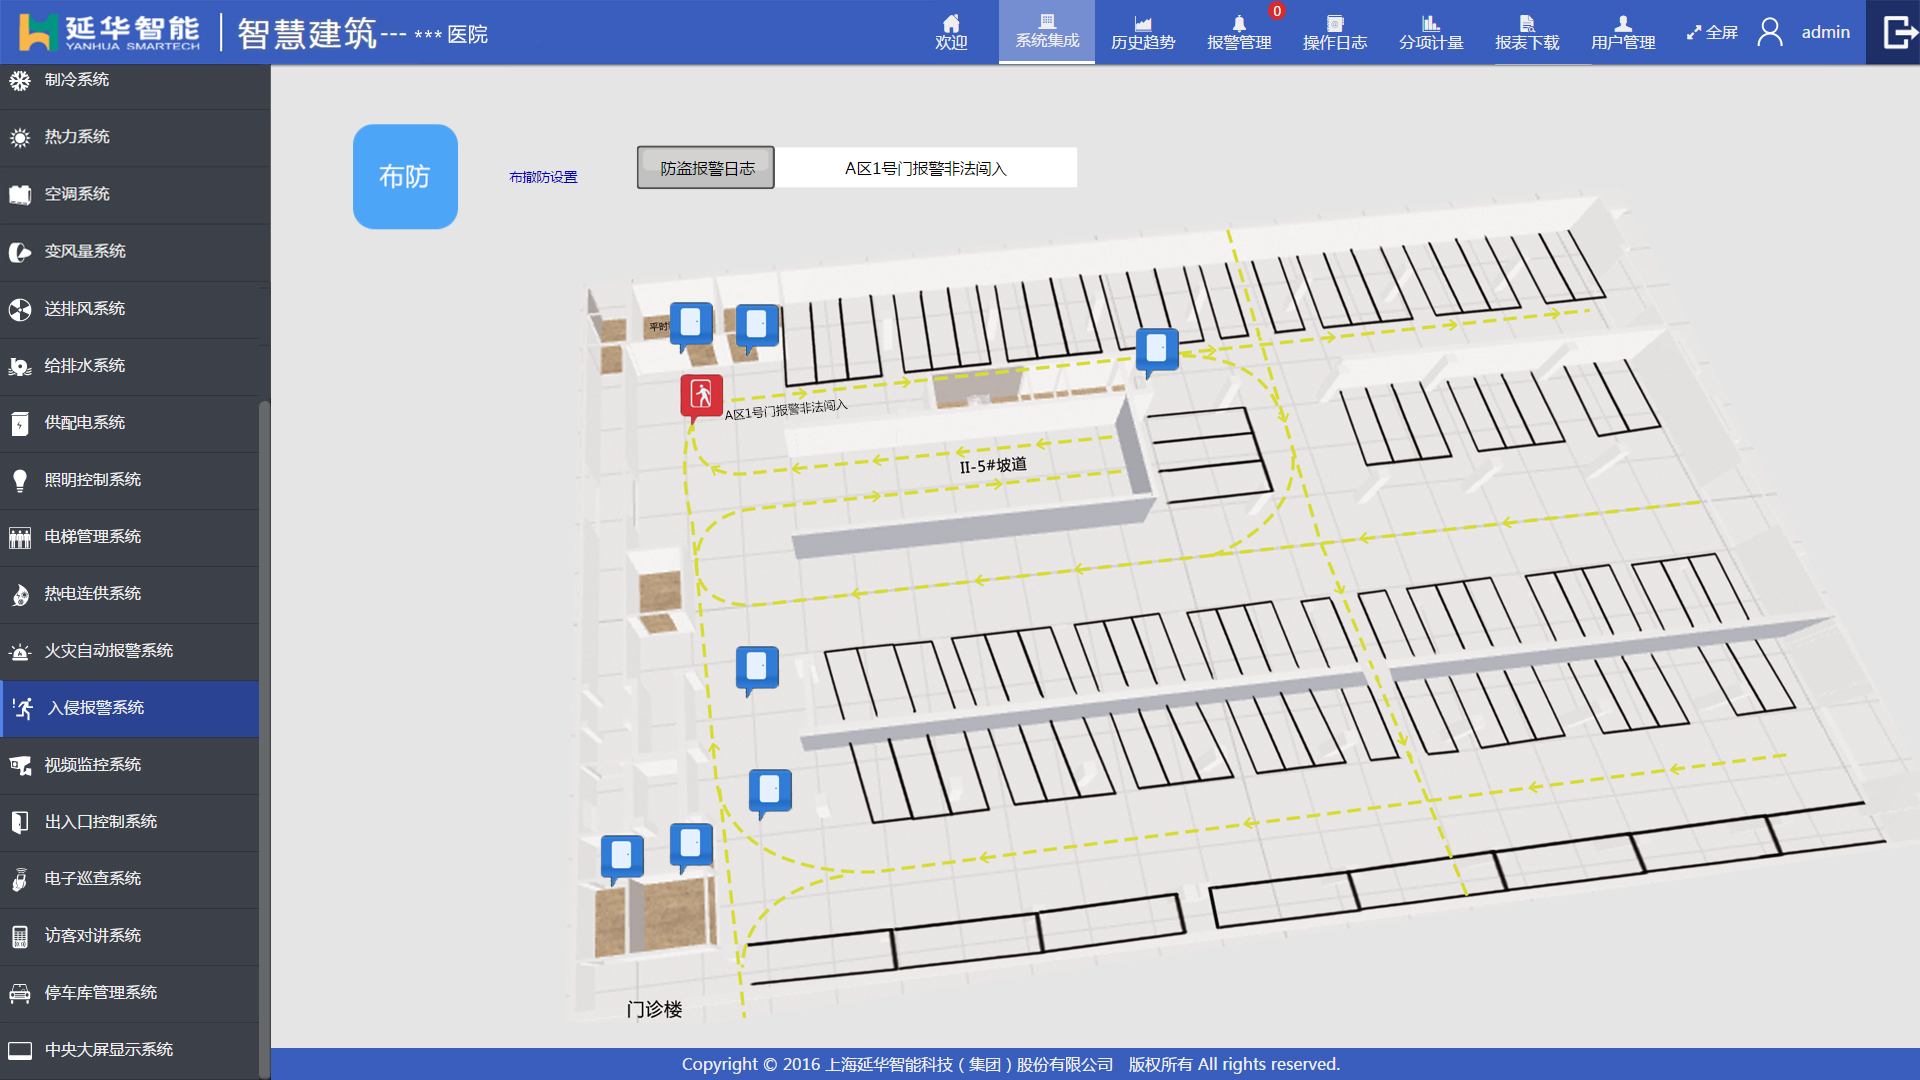 延华智能
YANHUA SMARTECH
智慧建筑--- *** 医院
欢迎
系统集成
历史趋势
0
报警管理
操作日志
分项计量
报表下载
用户管理
全屏
admin
制冷系统
热力系统
空调系统
变风量系统
送排风系统
给排水系统
供配电系统
照明控制系统
电梯管理系统
热电连供系统
火灾自动报警系统
入侵报警系统
视频监控系统
出入口控制系统
电子巡查系统
访客对讲系统
停车库管理系统
中央大屏显示系统
布防
布撤防设置
防盗报警日志
A区1号门报警非法闯入
平时
A区1号门报警非法闯入
II-5#坡道
门诊楼
Copyright © 2016 上海延华智能科技 ( 集团 ) 股份有限公司 版权所有 All rights reserved.